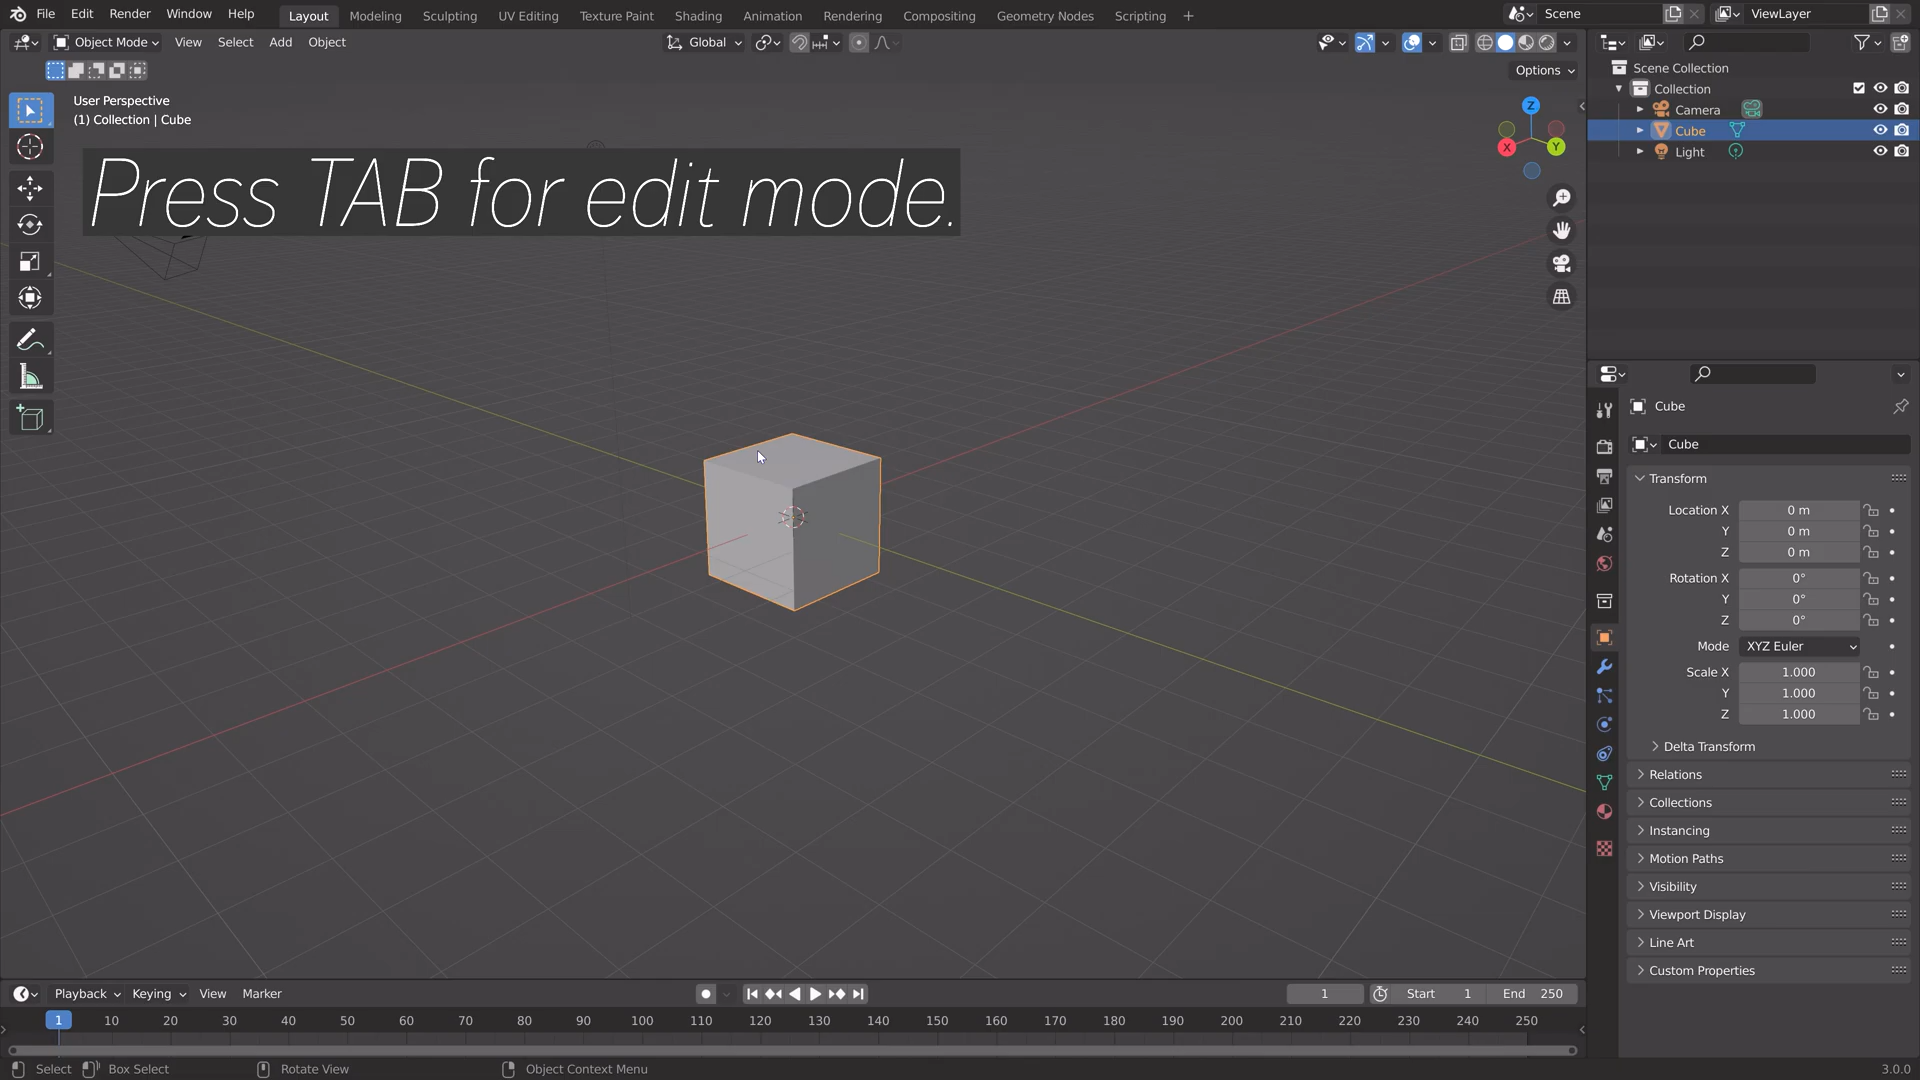 File Edit Render Window Help Layout Modeling Sculpting UV Editing Texture Paint Shading Animation Rendering Compositing Geometry Nodes Scripting + Scene ViewLayer
Object Mode View Select Add Object Global
Options
User Perspective
(1) Collection | Cube
Press TAB for edit mode.
Z
X
Y
Scene Collection
Collection
Camera
Cube
Light
Cube
Cube
Transform
Location X 0 m
Y 0 m
Z 0 m
Rotation X 0°
Y 0°
Z 0°
Mode XYZ Euler
Scale X 1.000
Y 1.000
Z 1.000
Delta Transform
Relations
Collections
Instancing
Motion Paths
Visibility
Viewport Display
Line Art
Custom Properties
Playback Keying View Marker 1 Start 1 End 250
1 10 20 30 40 50 60 70 80 90 100 110 120 130 140 150 160 170 180 190 200 210 220 230 240 250
Select Box Select Rotate View Object Context Menu 3.0.0